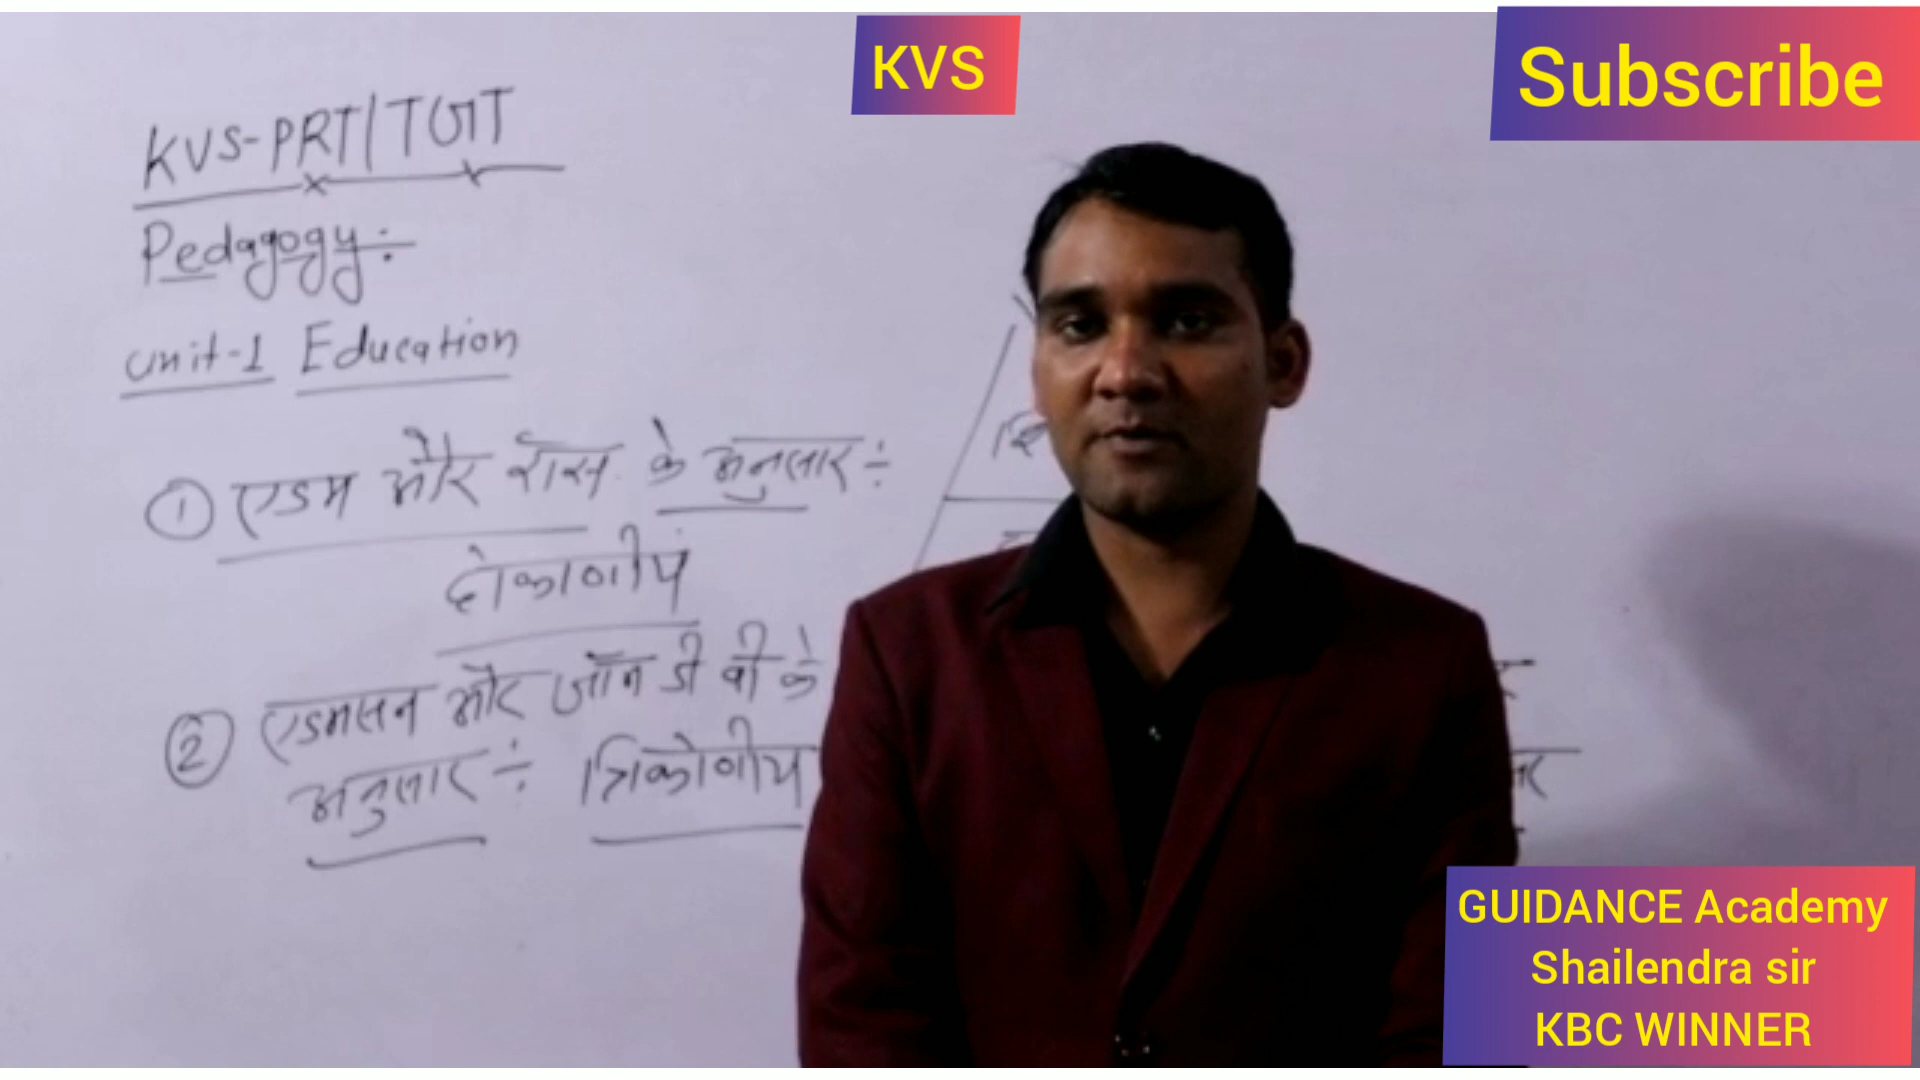 KVS
Subscribe
KVS-PRT/TGT
Pedagogy:
Unit-1 Education
① एडम और रॉस के अनुसार ÷
दोकाणीय
② एडमसन और जॉन डी वी के
अनुसार ÷ त्रिकोणीय
GUIDANCE Academy
Shailendra sir
KBC WINNER